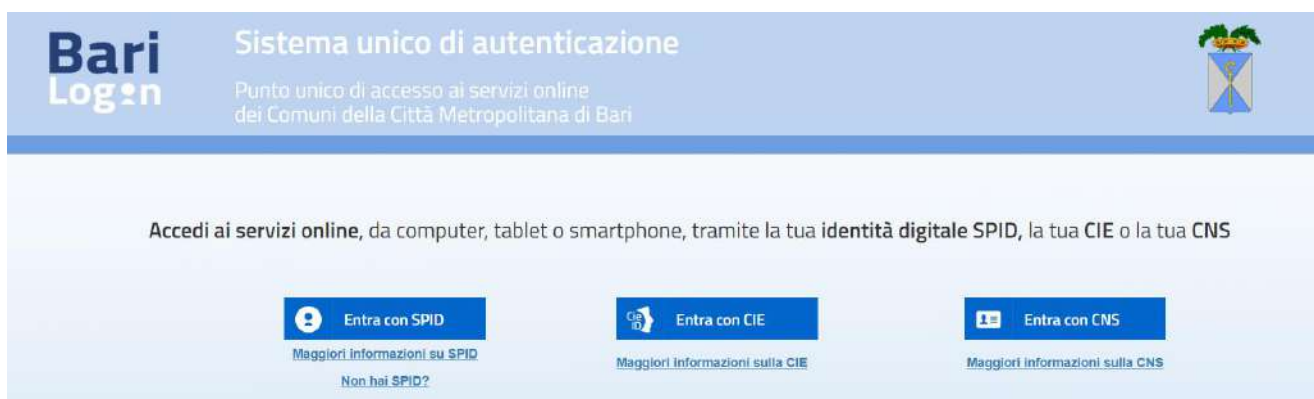 Bari
Login
Sistema unico di autenticazione
Punto unico di accesso ai servizi online
dei Comuni della Città Metropolitana di Bari
Accedi ai servizi online, da computer, tablet o smartphone, tramite la tua identità digitale SPID, la tua CIE o la tua CNS
Entra con SPID
Maggiori informazioni su SPID
Non hai SPID?
Cie ID
Entra con CIE
Maggiori informazioni sulla CIE
Entra con CNS
Maggiori informazioni sulla CNS